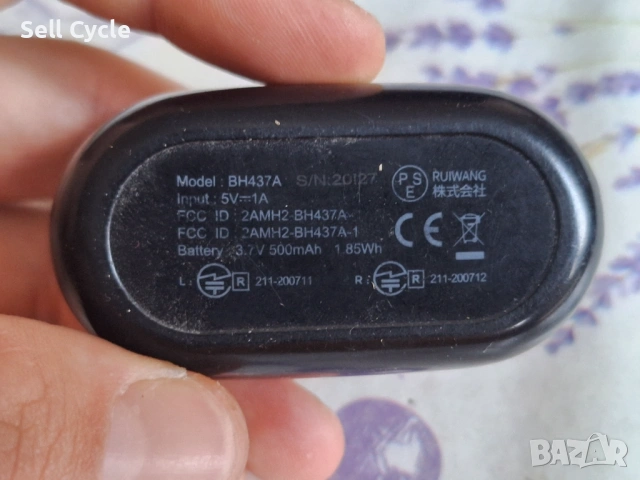 Sell Cycle
Model : BH437A S/N:20127
Input : 5V⎓1A
FCC ID : 2AMH2-BH437A-
FCC ID : 2AMH2-BH437A-1
Battery : 3.7V 500mAh 1.85Wh
PSE RUIWANG
株式会社
CE
L : R 211-200711 R : R 211-200712
BAZAR